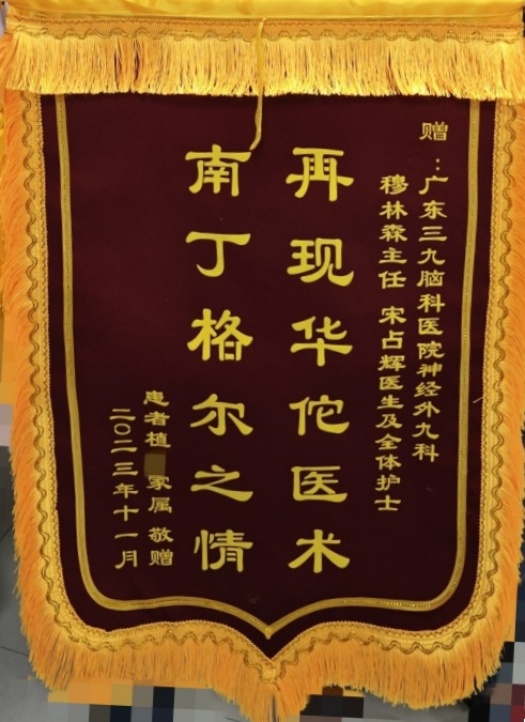 赠：广东三九脑科医院神经外九科
穆林森主任 宋占辉医生及全体护士
再现华佗医术
南丁格尔之情
患者植 家属 敬赠
二〇二三年十一月